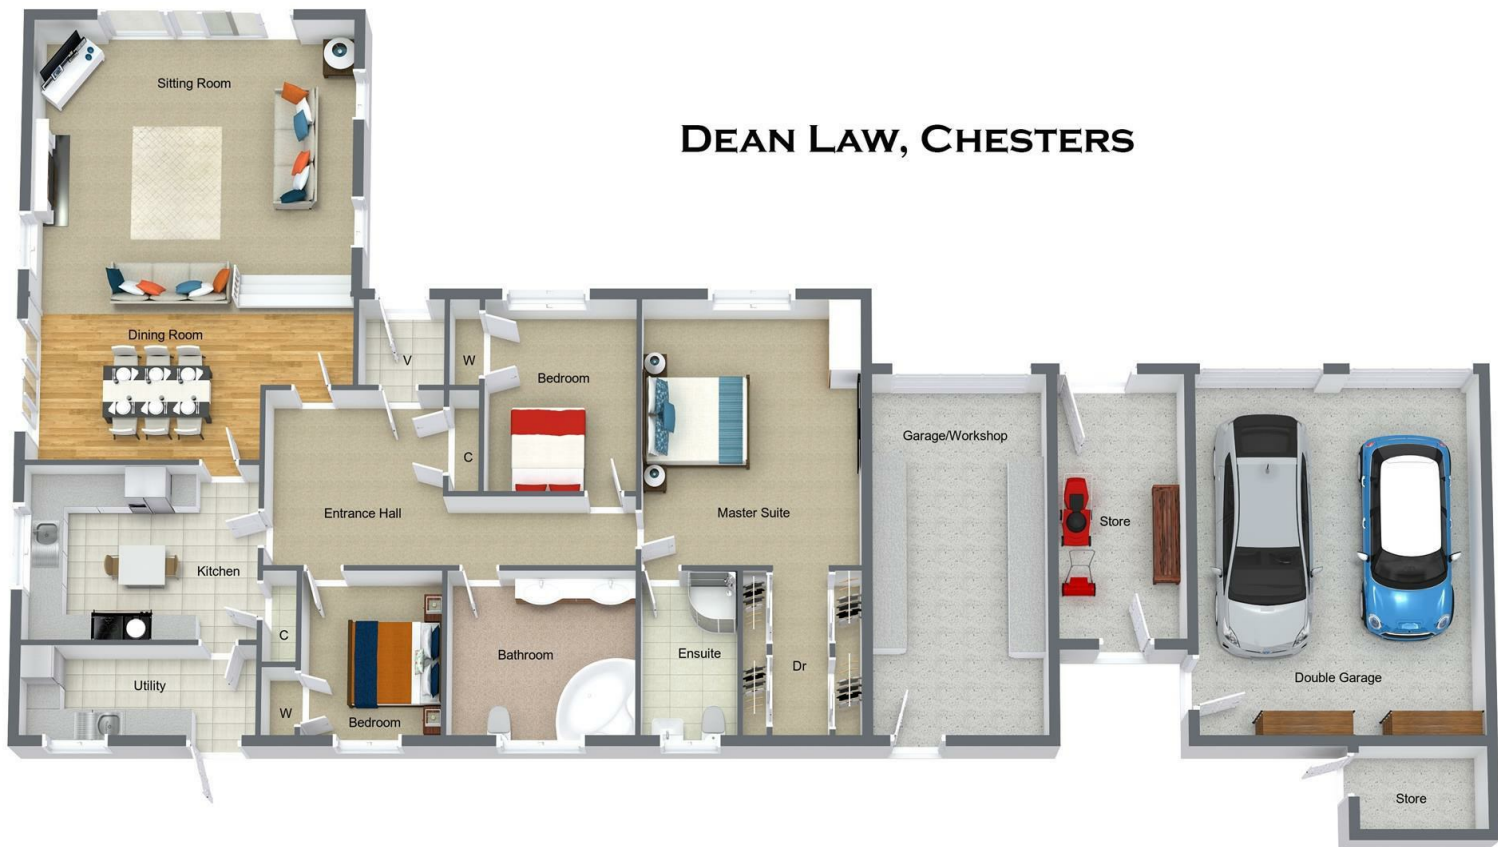 Sitting Room
DEAN LAW, CHESTERS
Dining Room
V
W
Bedroom
Garage/Workshop
C
Entrance Hall
Master Suite
Store
Kitchen
C
Bathroom
Ensuite
Dr
Double Garage
Utility
W
Bedroom
Store